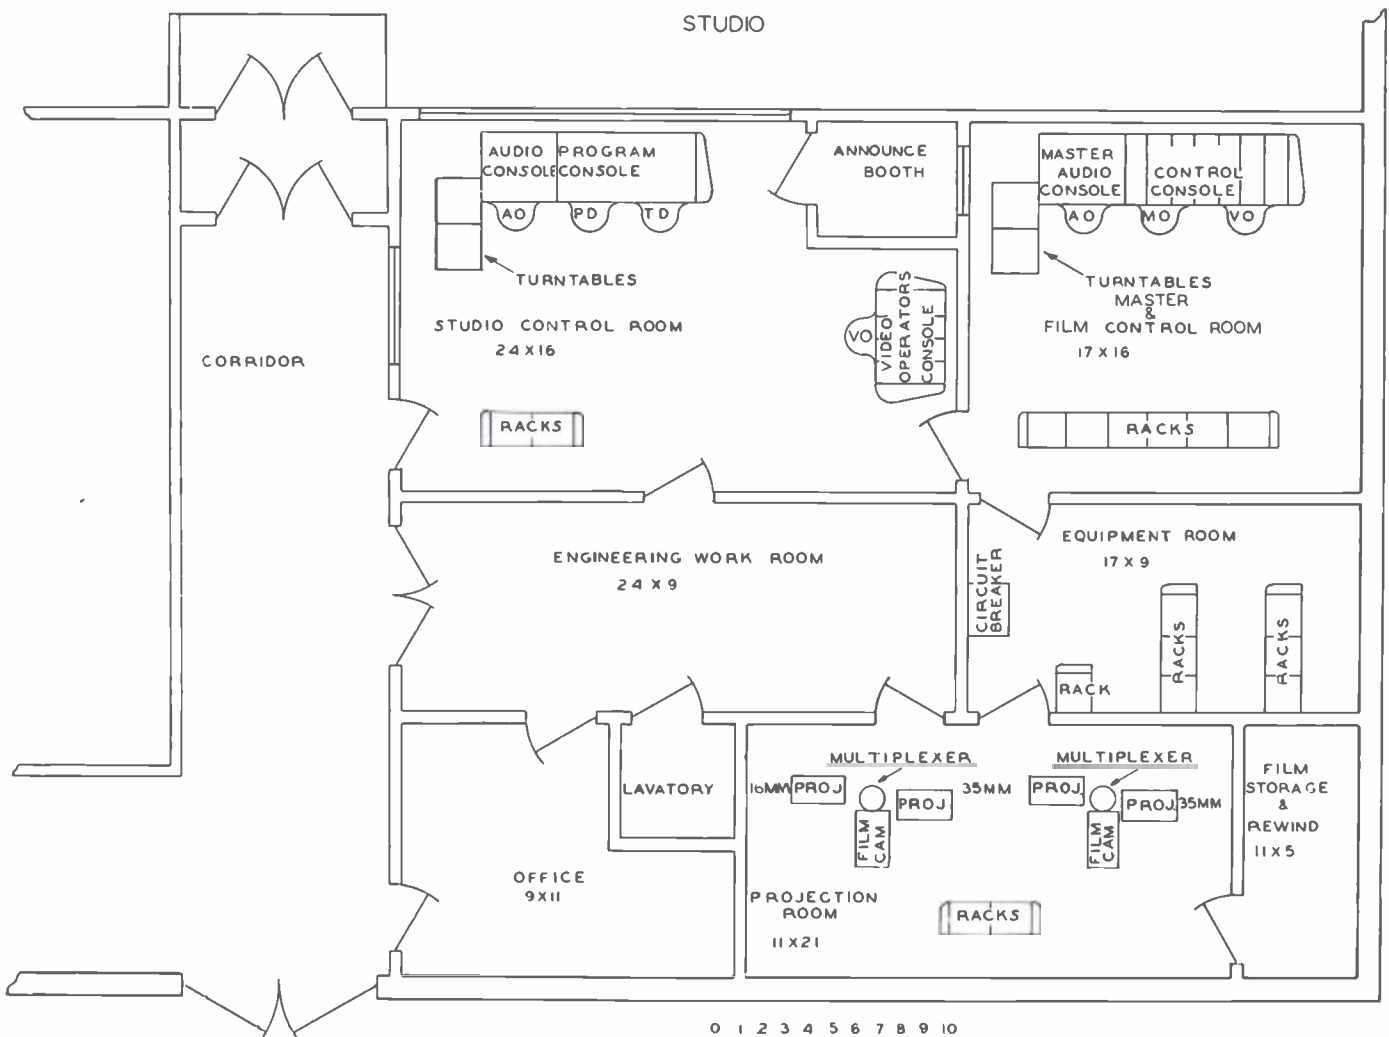 STUDIO
AUDIO
CONSOLE
PROGRAM
CONSOLE
AO
PD
TD
TURNTABLES
STUDIO CONTROL ROOM
24 X 16
VO
VIDEO
OPERATORS
CONSOLE
RACKS
ANNOUNCE
BOOTH
MASTER
AUDIO
CONSOLE
CONTROL
CONSOLE
AO
MO
VO
TURNTABLES
MASTER
&
FILM CONTROL ROOM
17 X 16
RACKS
CORRIDOR
ENGINEERING WORK ROOM
24 X 9
CIRCUIT
BREAKER
EQUIPMENT ROOM
17 X 9
RACK
RACKS
RACKS
LAVATORY
OFFICE
9X11
MULTIPLEXER
16MM
PROJ
PROJ.
35MM
FILM
CAM
MULTIPLEXER
PROJ.
PROJ.
35MM
FILM
CAM
PROJECTION
ROOM
11 X 21
RACKS
FILM
STORAGE
&
REWIND
11 X 5
0 1 2 3 4 5 6 7 8 9 10